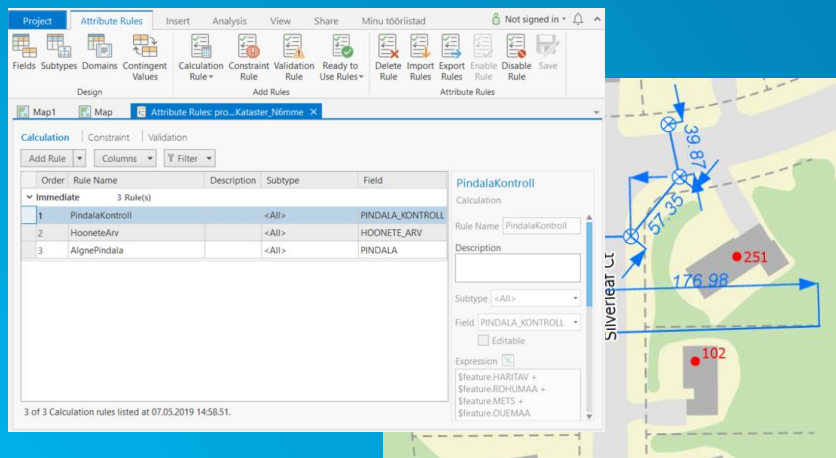 Project Attribute Rules Insert Analysis View Share Minu tööriistad Not signed in
Fields Subtypes Domains Contingent Values Calculation Rule Constraint Rule Validation Rule Ready to Use Rules Delete Rule Import Rules Export Rules Enable Rule Disable Rule Save
Design Add Rules Attribute Rules
Map1 Map Attribute Rules: pro....Kataster_N6mme
Calculation Constraint Validation
Add Rule Columns Filter
Order Rule Name Description Subtype Field
Immediate 3 Rule(s)
1 PindalaKontroll <All> PINDALA_KONTROLL
2 HooneteArv <All> HOONETE_ARV
3 AlgnePindala <All> PINDALA
3 of 3 Calculation rules listed at 07.05.2019 14:58.51.
PindalaKontroll
Calculation
Rule Name PindalaKontroll
Description
Subtype <All>
Field PINDALA_KONTROLL
Editable
Expression
$feature.HARITAV +
$feature.ROHUMAA +
$feature.METS +
$feature.OUEMAA
39.87
57.35
251
176.98
Silverleaf Ct
102